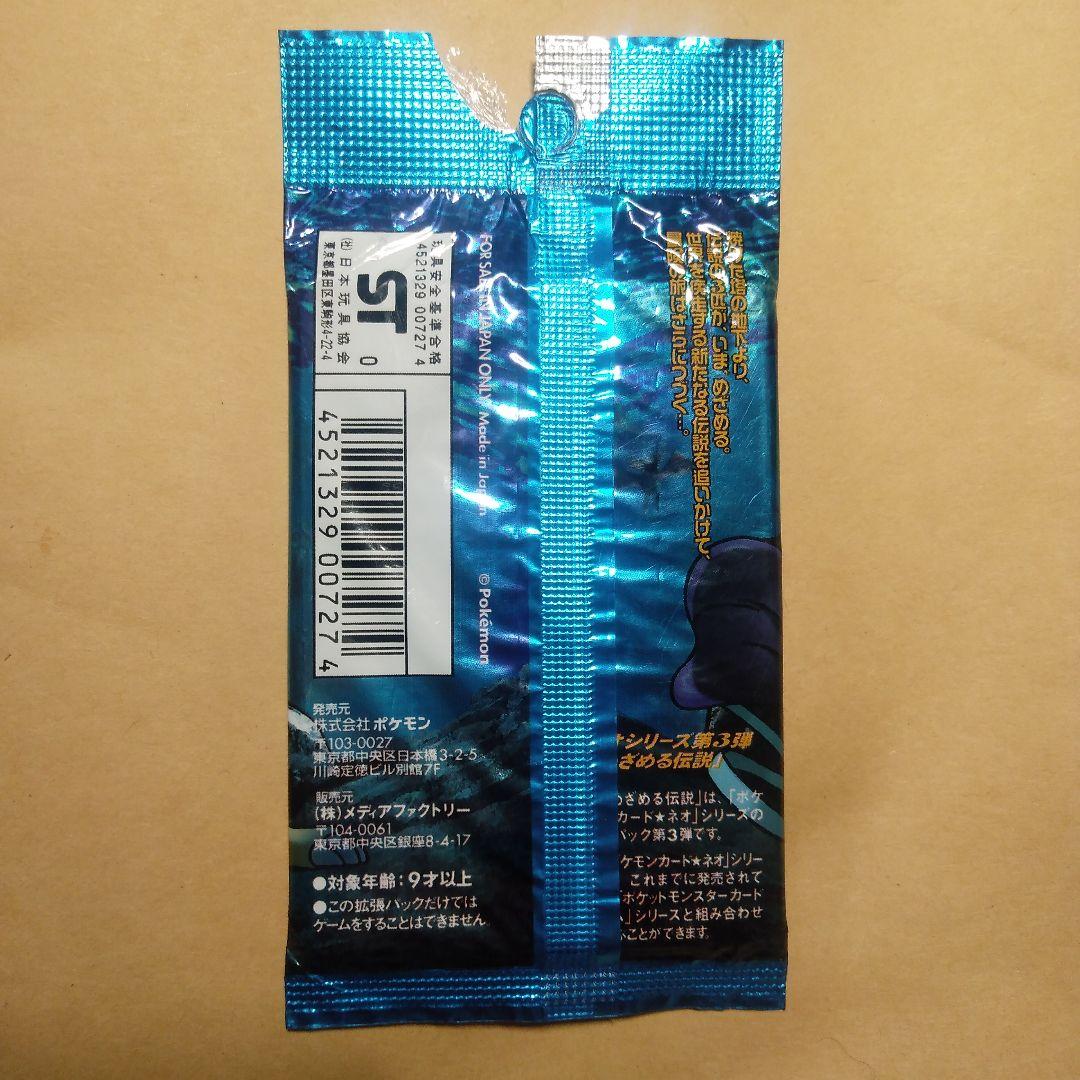 玩具安全基準合格
4521329 00727 4
ST
0
(社)日本玩具協会
東京都墨田区東駒形4-22-4
4521329 007274
FOR SALE IN JAPAN ONLY Made in Japan © Pokémon
より、
いま、めざめる。
世界を疾走する新たなる伝説を追いかけて、
旅はさらにつづく…。
発売元
株式会社 ポケモン
〒103-0027
東京都中央区日本橋3-2-5
川崎定徳ビル別館7F
販売元
(株)メディアファクトリー
〒104-0061
東京都中央区銀座8-4-17
●対象年齢:9才以上
●この拡張パックだけでは
ゲームをすることはできません。
シリーズ第3弾
ざめる伝説」
めざめる伝説」は、「ポケ
カード★ネオ」シリーズの
パック第3弾です。
ケモンカード★ネオ」シリー
これまでに発売されて
「ポケットモンスターカード
」シリーズと組み合わせ
ことができます。